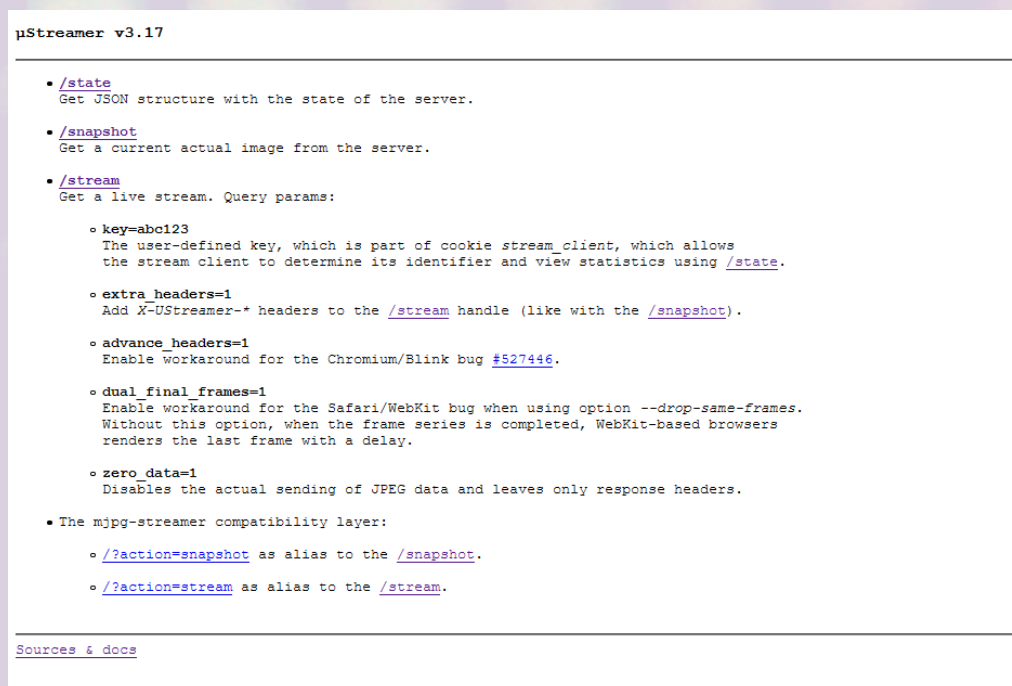 µStreamer v3.17
/state
Get JSON structure with the state of the server.
/snapshot
Get a current actual image from the server.
/stream
Get a live stream. Query params:
key=abc123
The user-defined key, which is part of cookie stream_client, which allows
the stream client to determine its identifier and view statistics using /state.
extra_headers=1
Add X-UStreamer-* headers to the /stream handle (like with the /snapshot).
advance_headers=1
Enable workaround for the Chromium/Blink bug #527446.
dual_final_frames=1
Enable workaround for the Safari/WebKit bug when using option --drop-same-frames.
Without this option, when the frame series is completed, WebKit-based browsers
renders the last frame with a delay.
zero_data=1
Disables the actual sending of JPEG data and leaves only response headers.
The mjpg-streamer compatibility layer:
/?action=snapshot as alias to the /snapshot.
/?action=stream as alias to the /stream.
Sources & docs